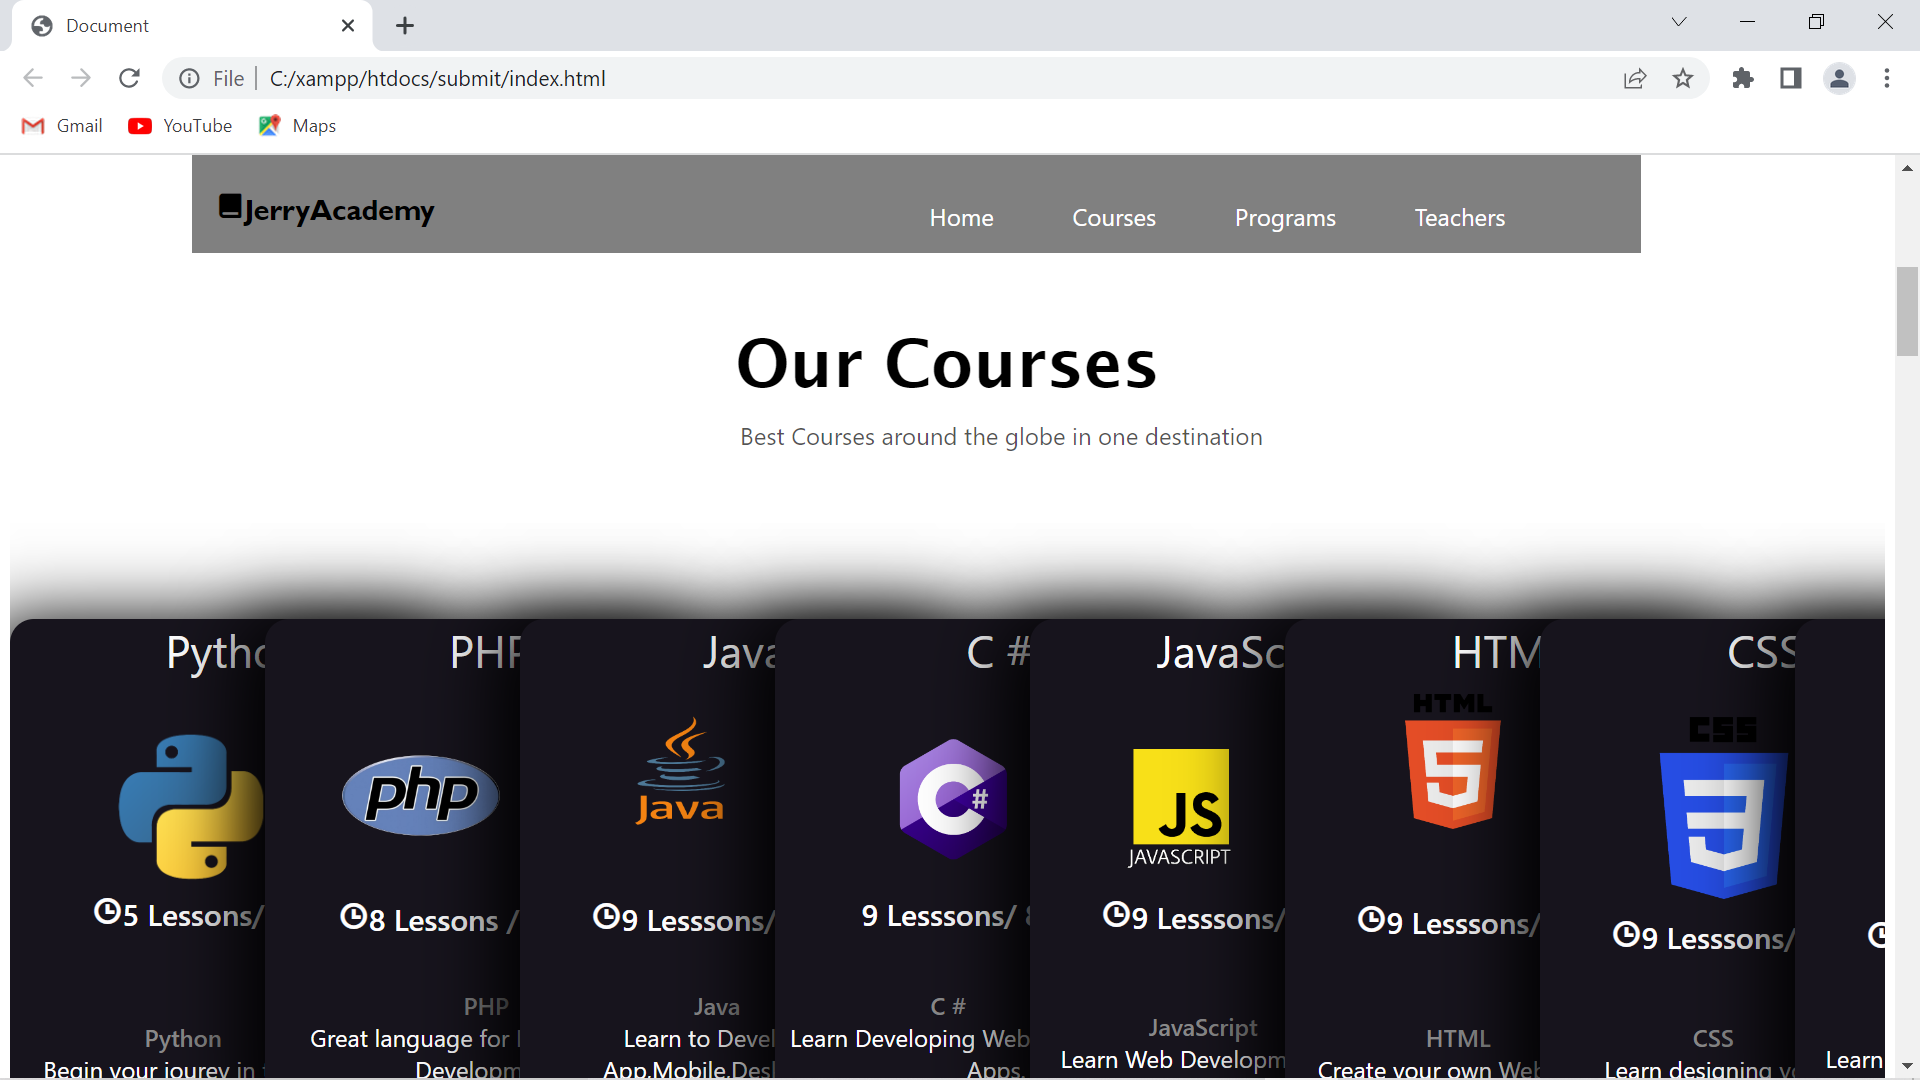 Document
File
C:/xampp/htdocs/submit/index.html
Gmail
YouTube
Maps
JerryAcademy
Home
Courses
Programs
Teachers
Our Courses
Best Courses around the globe in one destination
Pytho
PHP
Java
C #
JavaSc
HTM
CSS
php
Java
C#
JS
JAVASCRIPT
HTML
5
CSS
3
5 Lessons/
8 Lessons /
9 Lesssons/
9 Lesssons/ 8
9 Lesssons/
9 Lesssons/
9 Lesssons/
Python
Begin your jourey in
PHP
Great language for
Developm
Java
Learn to Devel
App,Mobile,Desk
C #
Learn Developing Web
Apps.
JavaScript
Learn Web Developm
HTML
Create your own Web
CSS
Learn designing yo
Learn